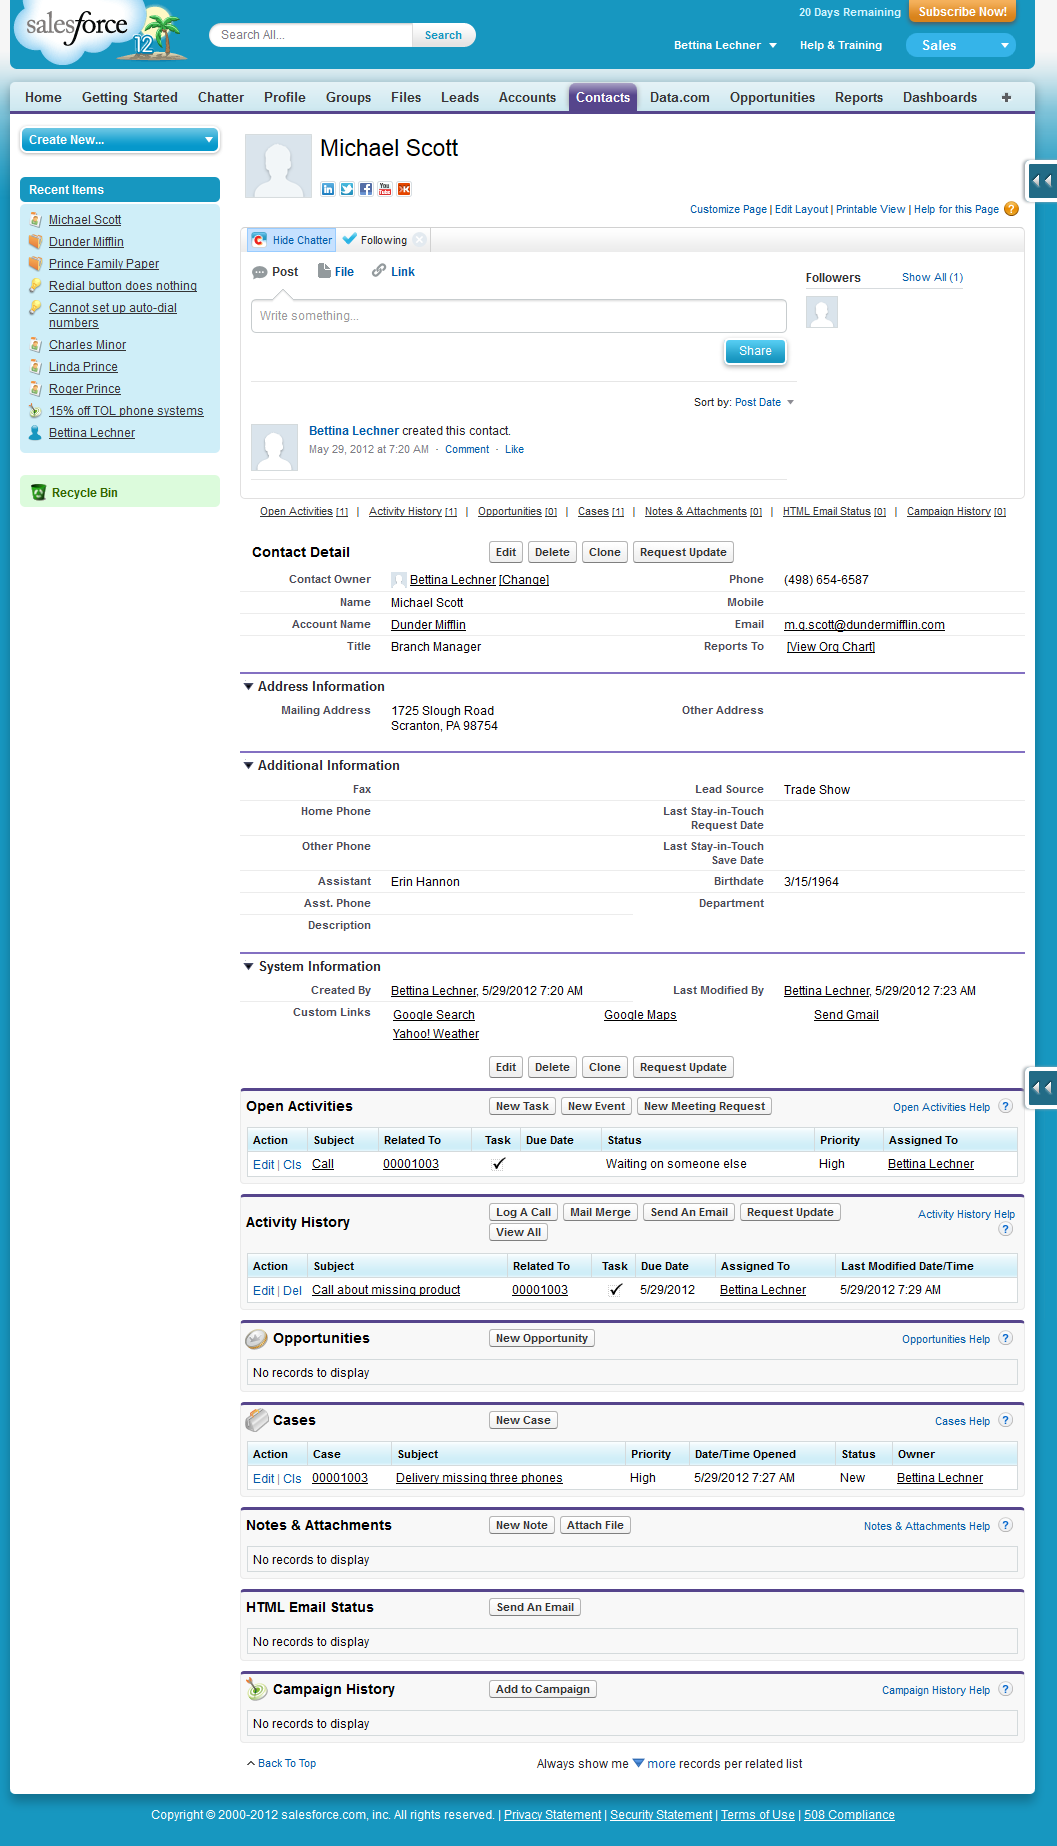 20 Days Remaining Subscribe Now!
salesforce 12
Search All... Search
Bettina Lechner Help & Training Sales
Home Getting Started Chatter Profile Groups Files Leads Accounts Contacts Data.com Opportunities Reports Dashboards +
Create New...
Recent Items
Michael Scott
Dunder Mifflin
Prince Family Paper
Redial button does nothing
Cannot set up auto-dial
numbers
Charles Minor
Linda Prince
Roger Prince
15% off TOL phone systems
Bettina Lechner
Recycle Bin
Michael Scott
Customize Page | Edit Layout | Printable View | Help for this Page ?
Hide Chatter Following
Post File Link
Write something...
Share
Followers Show All (1)
Sort by: Post Date
Bettina Lechner created this contact.
May 29, 2012 at 7:20 AM · Comment · Like
Open Activities [1] | Activity History [1] | Opportunities [0] | Cases [1] | Notes & Attachments [0] | HTML Email Status [0] | Campaign History [0]
Contact Detail Edit Delete Clone Request Update
Contact Owner Bettina Lechner [Change] Phone (498) 654-6587
Name Michael Scott Mobile
Account Name Dunder Mifflin Email m.g.scott@dundermifflin.com
Title Branch Manager Reports To [View Org Chart]
Address Information
Mailing Address 1725 Slough Road Other Address
Scranton, PA 98754
Additional Information
Fax Lead Source Trade Show
Home Phone Last Stay-in-Touch
Request Date
Other Phone Last Stay-in-Touch
Save Date
Assistant Erin Hannon Birthdate 3/15/1964
Asst. Phone Department
Description
System Information
Created By Bettina Lechner, 5/29/2012 7:20 AM Last Modified By Bettina Lechner, 5/29/2012 7:23 AM
Custom Links Google Search Google Maps Send Gmail
Yahoo! Weather
Edit Delete Clone Request Update
Open Activities New Task New Event New Meeting Request Open Activities Help ?
Action Subject Related To Task Due Date Status Priority Assigned To
Edit | Cls Call 00001003 Waiting on someone else High Bettina Lechner
Activity History Log A Call Mail Merge Send An Email Request Update Activity History Help ?
View All
Action Subject Related To Task Due Date Assigned To Last Modified Date/Time
Edit | Del Call about missing product 00001003 5/29/2012 Bettina Lechner 5/29/2012 7:29 AM
Opportunities New Opportunity Opportunities Help ?
No records to display
Cases New Case Cases Help ?
Action Case Subject Priority Date/Time Opened Status Owner
Edit | Cls 00001003 Delivery missing three phones High 5/29/2012 7:27 AM New Bettina Lechner
Notes & Attachments New Note Attach File Notes & Attachments Help ?
No records to display
HTML Email Status Send An Email
No records to display
Campaign History Add to Campaign Campaign History Help ?
No records to display
Back To Top Always show me more records per related list
Copyright © 2000-2012 salesforce.com, inc. All rights reserved. | Privacy Statement | Security Statement | Terms of Use | 508 Compliance